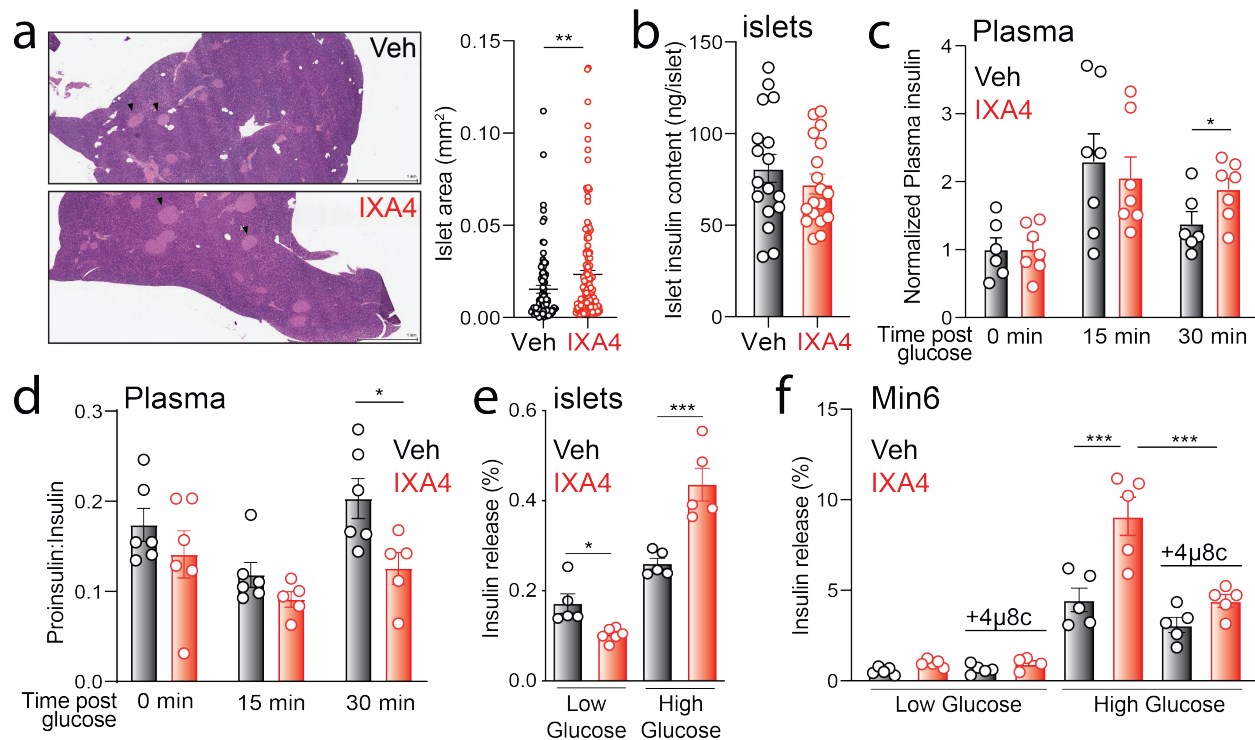 a
Veh
1 mm
IXA4
1 mm
Islet area (mm²)
0.15
0.10
0.05
0.00
**
Veh
IXA4
b
islets
Islet insulin content (ng/islet)
150
100
50
0
Veh
IXA4
c
Plasma
Veh
IXA4
Normalized Plasma insulin
4
3
2
1
0
*
Time post
glucose
0 min
15 min
30 min
d
Plasma
Proinsulin:Insulin
0.3
0.2
0.1
0.0
*
Veh
IXA4
Time post
glucose
0 min
15 min
30 min
e
islets
Veh
IXA4
Insulin release (%)
0.6
0.4
0.2
0.0
*
***
Low
Glucose
High
Glucose
f
Min6
Veh
IXA4
Insulin release (%)
15
10
5
0
***
***
+4µ8c
+4µ8c
Low Glucose
High Glucose